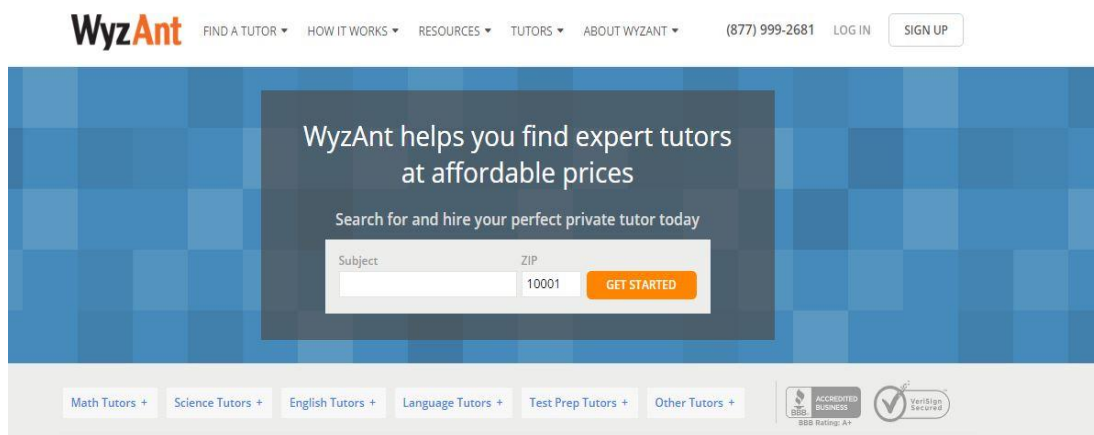 WyzAnt FIND A TUTOR HOW IT WORKS RESOURCES TUTORS ABOUT WYZANT (877) 999-2681 LOG IN SIGN UP
WyzAnt helps you find expert tutors
at affordable prices
Search for and hire your perfect private tutor today
Subject ZIP
10001 GET STARTED
Math Tutors + Science Tutors + English Tutors + Language Tutors + Test Prep Tutors + Other Tutors +
BBB. ACCREDITED BUSINESS
BBB Rating: A+
VeriSign
Secured